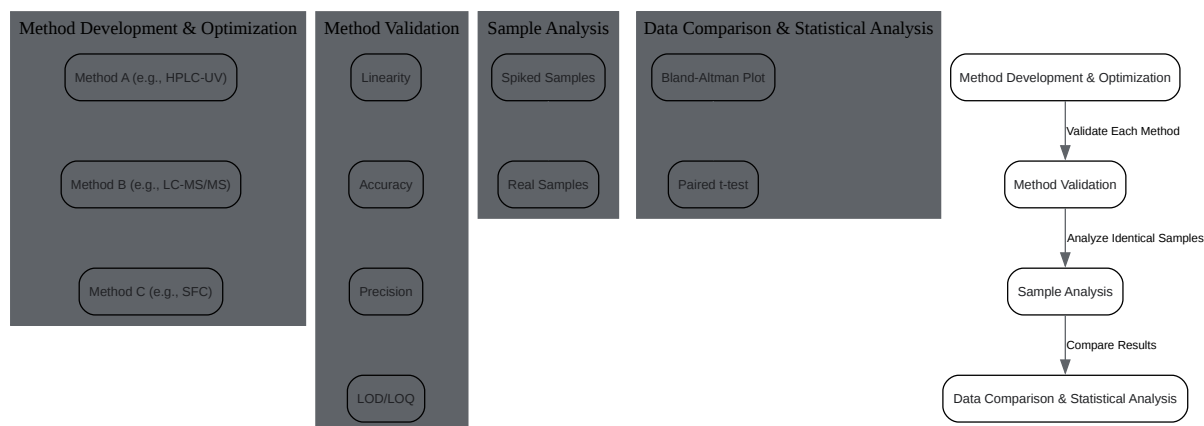 Method Development & Optimization
Method A (e.g., HPLC-UV)
Method B (e.g., LC-MS/MS)
Method C (e.g., SFC)
Method Validation
Linearity
Accuracy
Precision
LOD/LOQ
Sample Analysis
Spiked Samples
Real Samples
Data Comparison & Statistical Analysis
Bland-Altman Plot
Paired t-test
Method Development & Optimization
Validate Each Method
Method Validation
Analyze Identical Samples
Sample Analysis
Compare Results
Data Comparison & Statistical Analysis